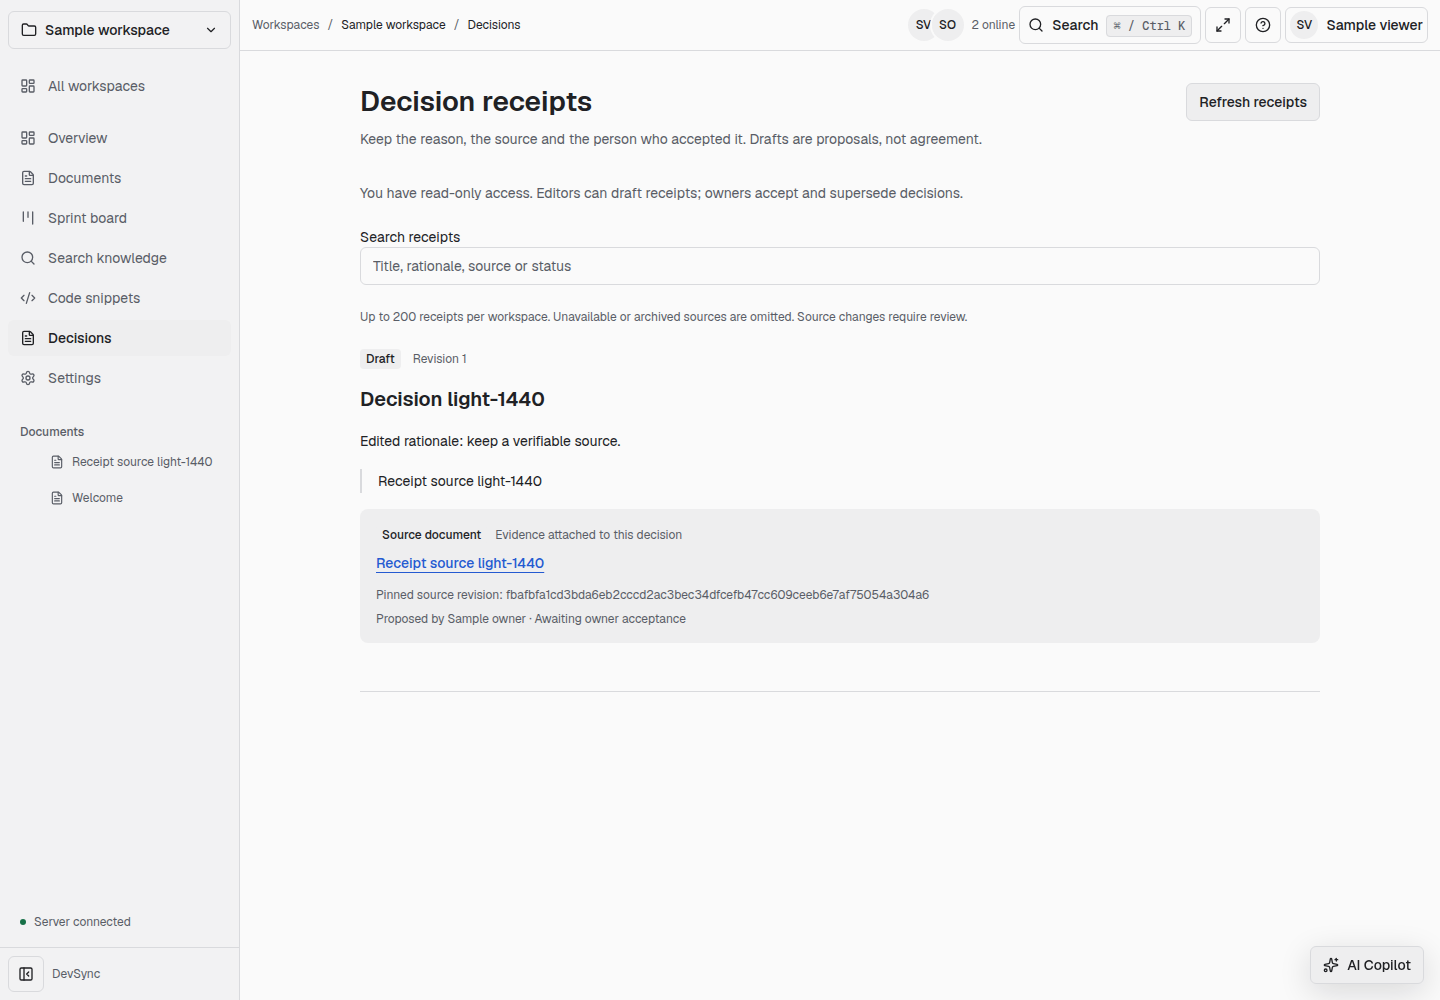 Sample workspace
All workspaces
Overview
Documents
Sprint board
Search knowledge
Code snippets
Decisions
Settings
Documents
Receipt source light-1440
Welcome
Server connected
DevSync
Workspaces / Sample workspace / Decisions
SV SO 2 online
Search ⌘ / Ctrl K
SV Sample viewer
Decision receipts
Refresh receipts
Keep the reason, the source and the person who accepted it. Drafts are proposals, not agreement.
You have read-only access. Editors can draft receipts; owners accept and supersede decisions.
Search receipts
Title, rationale, source or status
Up to 200 receipts per workspace. Unavailable or archived sources are omitted. Source changes require review.
Draft Revision 1
Decision light-1440
Edited rationale: keep a verifiable source.
Receipt source light-1440
Source document Evidence attached to this decision
Receipt source light-1440
Pinned source revision: fbafbfa1cd3bda6eb2cccd2ac3bec34dfcefb47cc609ceeb6e7af75054a304a6
Proposed by Sample owner · Awaiting owner acceptance
AI Copilot